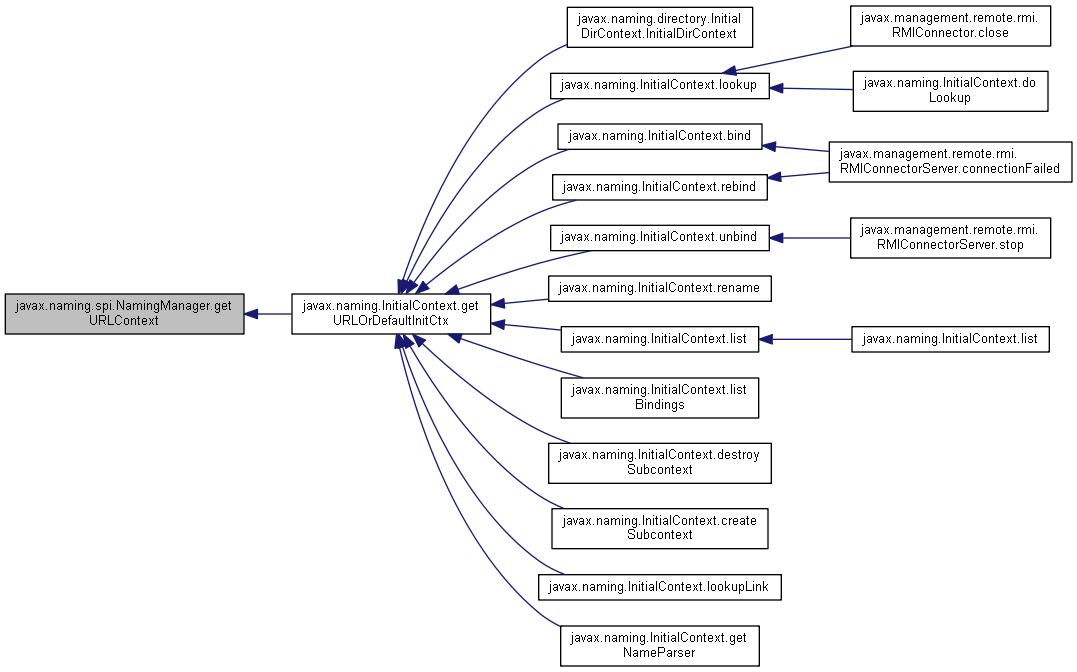 javax.naming.spi.NamingManager.get
URLContext
javax.naming.InitialContext.get
URLOrDefaultInitCtx
javax.naming.directory.Initial
DirContext.InitialDirContext
javax.naming.InitialContext.lookup
javax.naming.InitialContext.bind
javax.naming.InitialContext.rebind
javax.naming.InitialContext.unbind
javax.naming.InitialContext.rename
javax.naming.InitialContext.list
javax.naming.InitialContext.list
Bindings
javax.naming.InitialContext.destroy
Subcontext
javax.naming.InitialContext.create
Subcontext
javax.naming.InitialContext.lookupLink
javax.naming.InitialContext.get
NameParser
javax.management.remote.rmi.
RMIConnector.close
javax.naming.InitialContext.do
Lookup
javax.management.remote.rmi.
RMIConnectorServer.connectionFailed
javax.management.remote.rmi.
RMIConnectorServer.stop
javax.naming.InitialContext.list